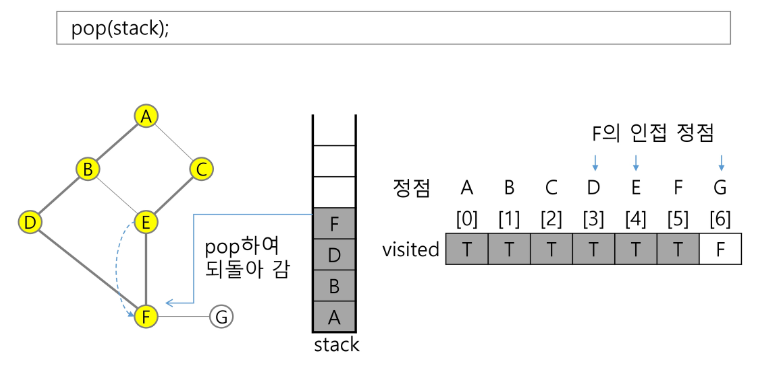 pop(stack);
A
B
C
D
E
F
G
pop하여
되돌아 감
F
D
B
A
stack
F의 인접 정점
정점 A B C D E F G
[0] [1] [2] [3] [4] [5] [6]
visited T T T T T T F